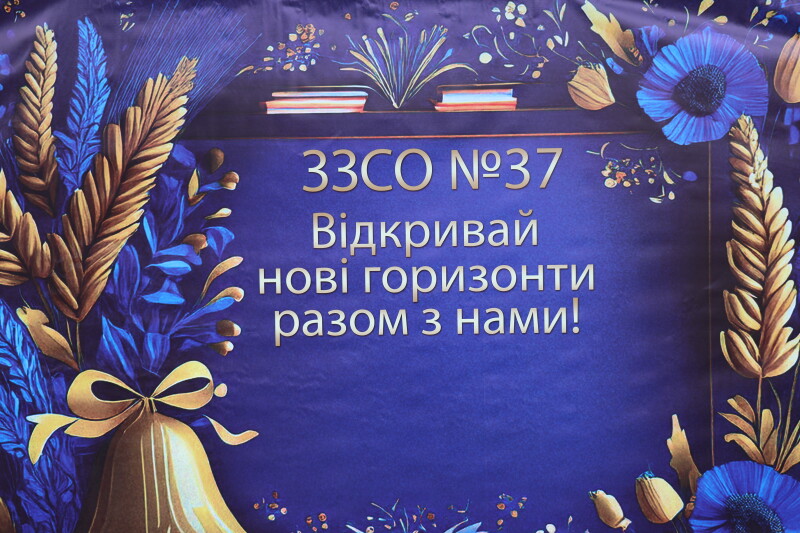 ЗЗСО №37
Відкривай
нові горизонти
разом з нами!